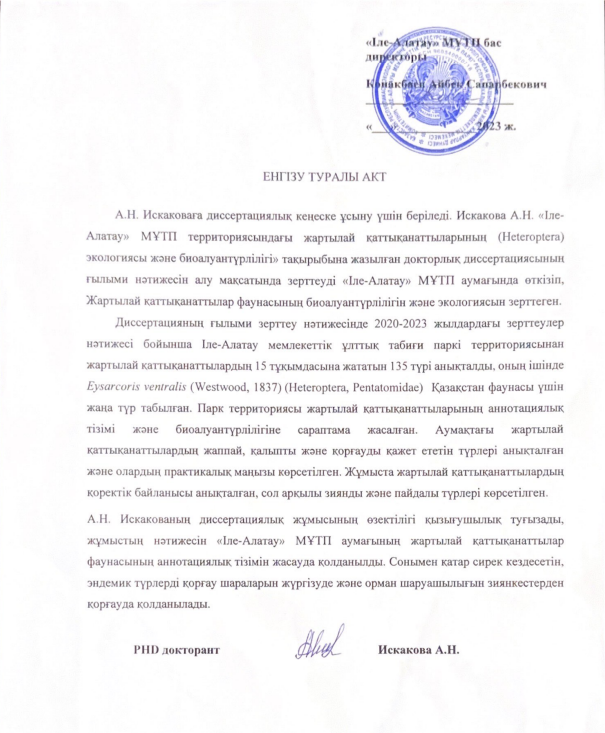 «Іле-Алатау» МҰТП бас
директоры
Конакбаев Айбек Сапарбекович
« 2023 ж.
ЕНГІЗУ ТУРАЛЫ АКТ
А.Н. Искаковаға диссертациялық кеңеске ұсыну үшін беріледі. Искакова А.Н. «Іле-
Алатау» МҰТП территориясындағы жартылай қаттықанаттыларының (Heteroptera)
экологиясы және биоалуантүрлілігі» тақырыбына жазылған докторлық диссертациясының
ғылыми нәтижесін алу мақсатында зерттеуді «Іле-Алатау» МҰТП аумағында өткізіп,
Жартылай қаттықанаттылар фаунасының биоалуантүрлілігін және экологиясын зерттеген.
Диссертацияның ғылыми зерттеу нәтижесінде 2020-2023 жылдардағы зерттеулер
нәтижесі бойынша Іле-Алатау мемлекеттік ұлттық табиғи паркі территориясынан
жартылай қаттықанаттылардың 15 тұқымдасына жататын 135 түрі анықталды, оның ішінде
Eysarcoris ventralis (Westwood, 1837) (Heteroptera, Pentatomidae) Қазақстан фаунасы үшін
жаңа түр табылған. Парк территориясы жартылай қаттықанаттыларының аннотациялық
тізімі және биоалуантүрлілігіне сараптама жасалған. Аумақтағы жартылай
қаттықанаттылардың жаппай, қалыпты және қорғауды қажет ететін түрлері анықталған
және олардың практикалық маңызы көрсетілген. Жұмыста жартылай қаттықанаттылардың
қоректік байланысы анықталған, сол арқылы зиянды және пайдалы түрлері көрсетілген.
А.Н. Искакованың диссертациялық жұмысының өзектілігі қызығушылық туғызады,
жұмыстың нәтижесін «Іле-Алатау» МҰТП аумағының жартылай қаттықанаттылар
фаунасының аннотациялық тізімін жасауда қолданылды. Сонымен қатар сирек кездесетін,
эндемик түрлерді қорғау шараларын жүргізуде және орман шаруашылығын зиянкестерден
қорғауда қолданылады.
PHD докторант Искакова А.Н.